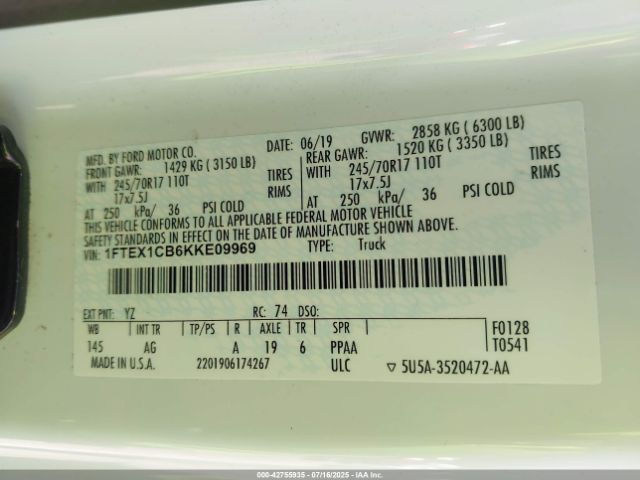 MFD. BY FORD MOTOR CO. DATE: 06/19 GVWR: 2858 KG ( 6300 LB)
FRONT GAWR: 1429 KG ( 3150 LB) REAR GAWR: 1520 KG ( 3350 LB)
WITH 245/70R17 110T TIRES WITH 245/70R17 110T TIRES
17x7.5J RIMS 17x7.5J RIMS
AT 250 kPa/ 36 PSI COLD AT 250 kPa/ 36 PSI COLD
THIS VEHICLE CONFORMS TO ALL APPLICABLE FEDERAL MOTOR VEHICLE
SAFETY STANDARDS IN EFFECT ON THE DATE OF MANUFACTURE SHOWN ABOVE.
VIN: 1FTEX1CB6KKE09969 TYPE: Truck
EXT PNT: YZ RC: 74 DSO:
WB INT TR TP/PS R AXLE TR SPR F0128
145 AG A 19 6 PPAA T0541
MADE IN U.S.A. 2201906174267 ULC 5U5A-3520472-AA
000-42755935 - 07/16/2025 - IAAI.COM